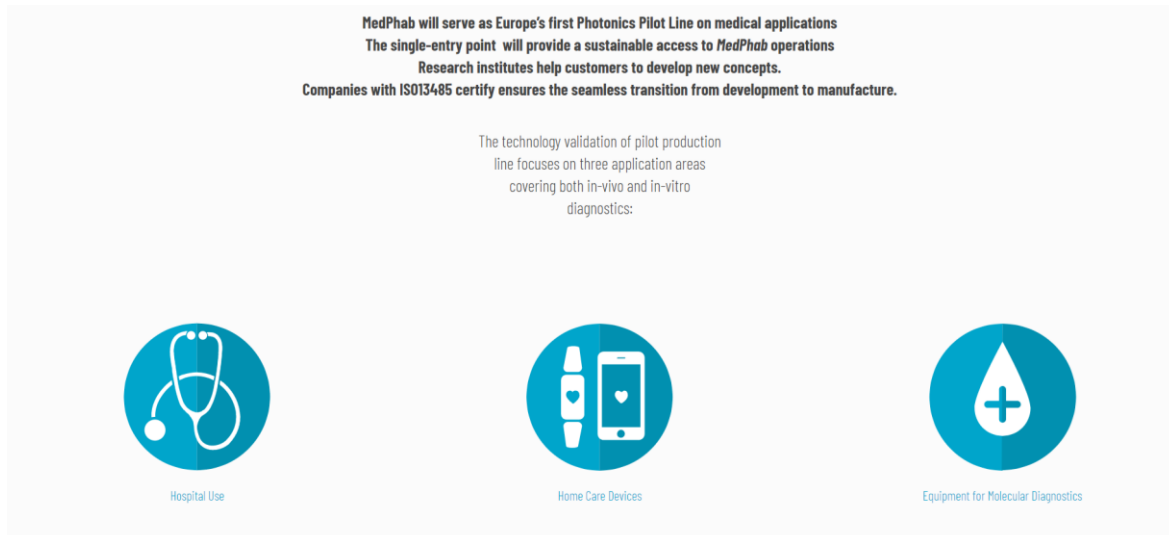 MedPhab will serve as Europe's first Photonics Pilot Line on medical applications
The single-entry point will provide a sustainable access to MedPhab operations
Research institutes help customers to develop new concepts.
Companies with ISO13485 certify ensures the seamless transition from development to manufacture.
The technology validation of pilot production
line focuses on three application areas
covering both in-vivo and in-vitro
diagnostics:
Hospital Use
Home Care Devices
Equipment for Molecular Diagnostics